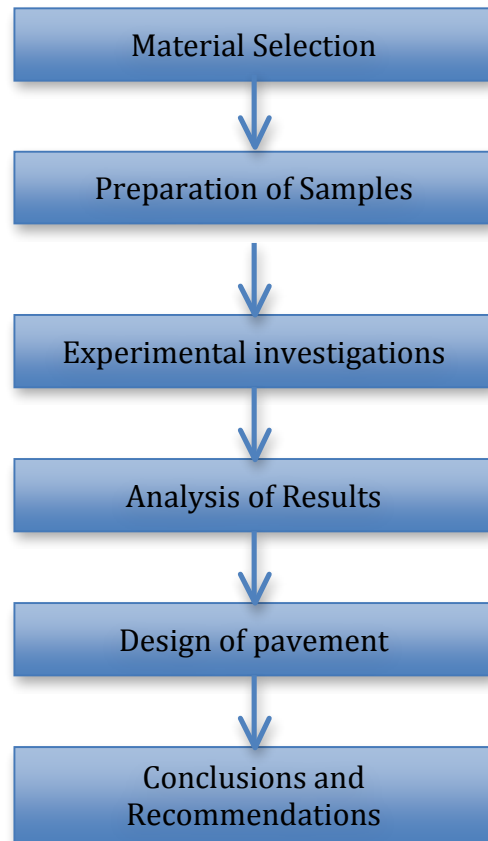 Material Selection
Preparation of Samples
Experimental investigations
Analysis of Results
Design of pavement
Conclusions and
Recommendations